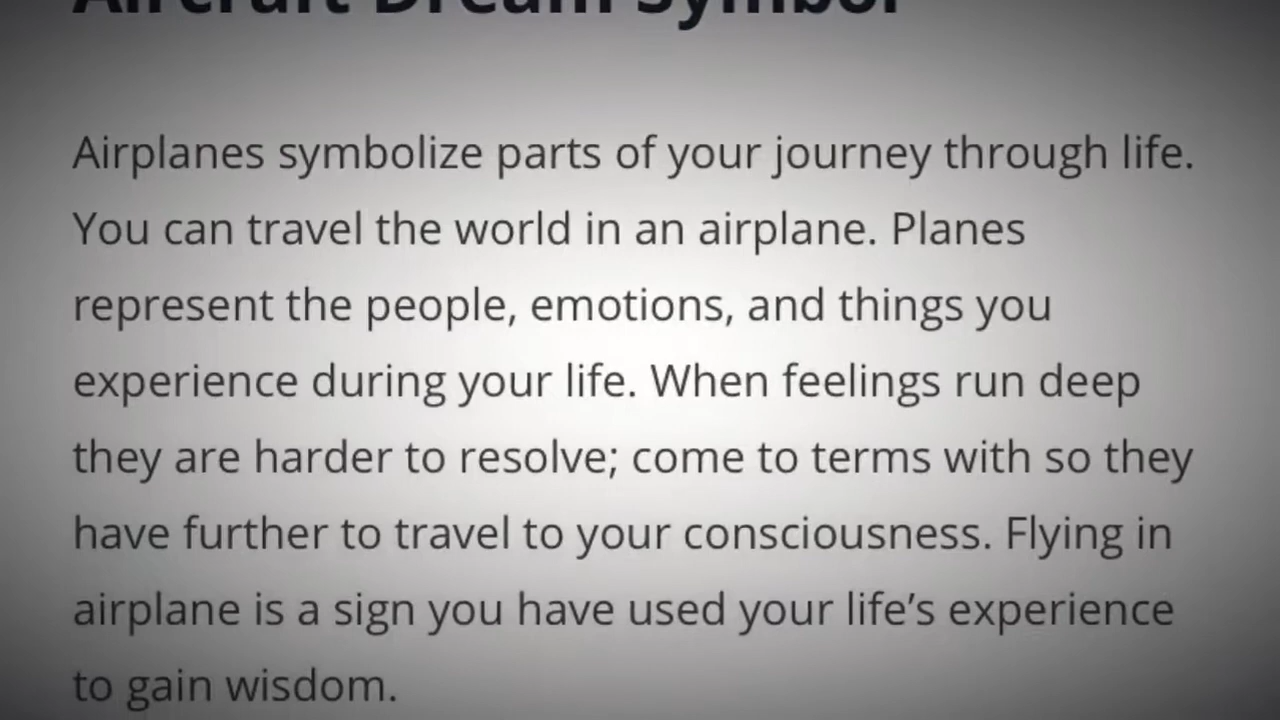 Aircraft Dream Symbol
Airplanes symbolize parts of your journey through life.
You can travel the world in an airplane. Planes
represent the people, emotions, and things you
experience during your life. When feelings run deep
they are harder to resolve; come to terms with so they
have further to travel to your consciousness. Flying in
airplane is a sign you have used your life’s experience
to gain wisdom.